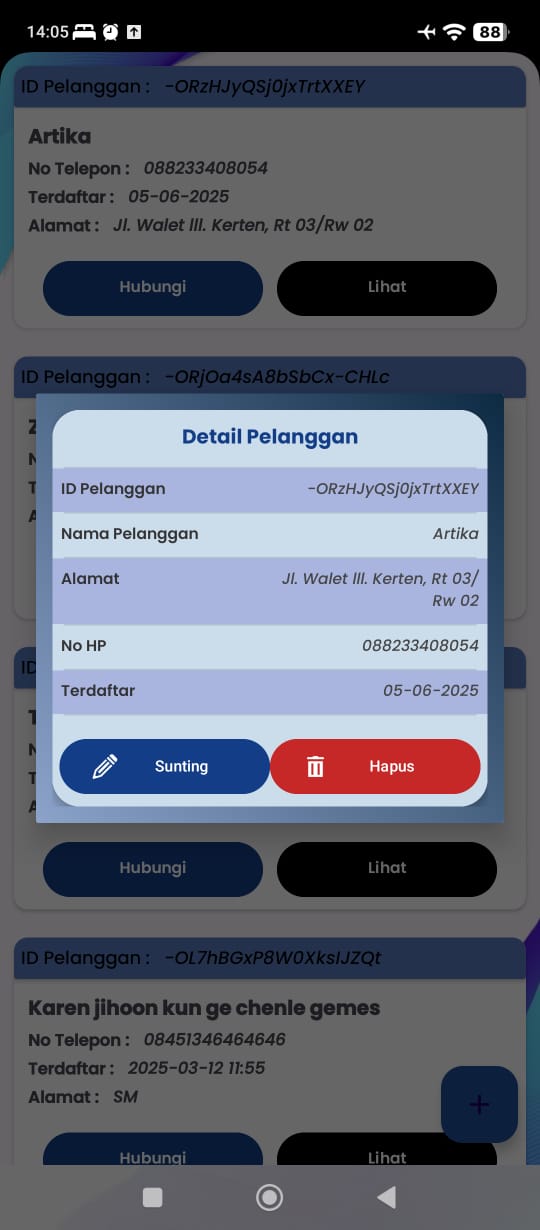 14:05
88
ID Pelanggan : -ORzHJyQSj0jxTrtXXEY
Artika
No Telepon : 088233408054
Terdaftar : 05-06-2025
Alamat : Jl. Walet III. Kerten, Rt 03/Rw 02
Hubungi Lihat
ID Pelanggan : -ORjOa4sA8bSbCx-CHLc
Detail Pelanggan
ID Pelanggan -ORzHJyQSj0jxTrtXXEY
Nama Pelanggan Artika
Alamat Jl. Walet lll. Kerten, Rt 03/
Rw 02
No HP 088233408054
Terdaftar 05-06-2025
Sunting Hapus
Hubungi Lihat
ID Pelanggan : -OL7hBGxP8W0XksIJZQt
Karen jihoon kun ge chenle gemes
No Telepon : 08451346464646
Terdaftar : 2025-03-12 11:55
Alamat : SM
Hubungi Lihat
+